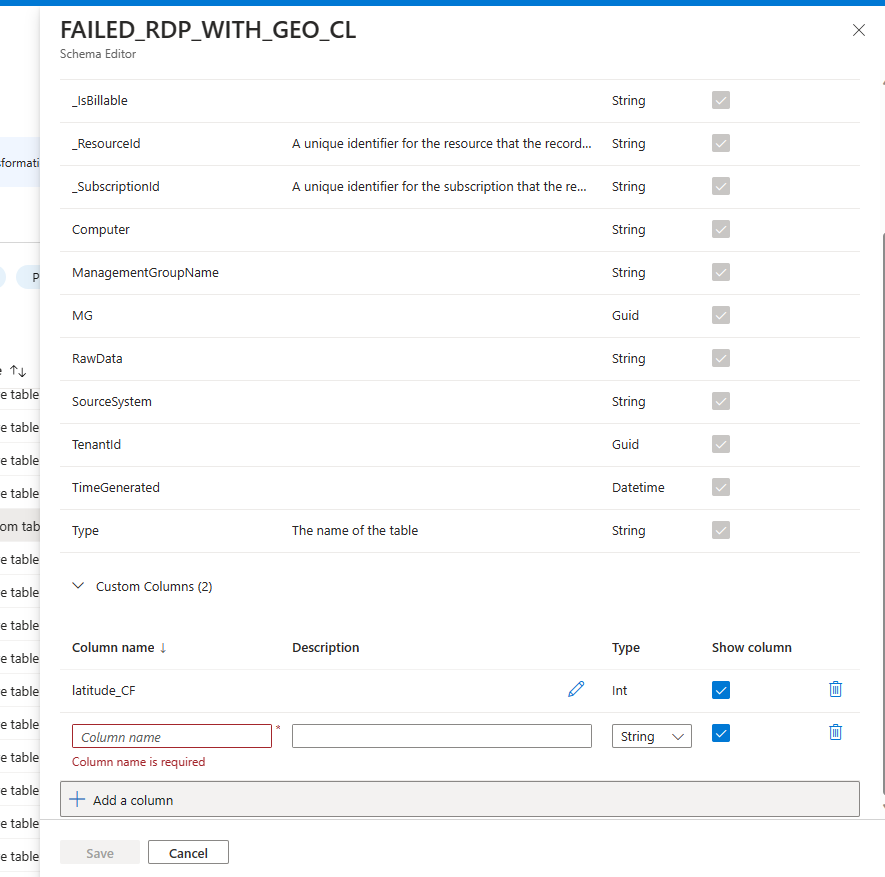 FAILED_RDP_WITH_GEO_CL
Schema Editor
_IsBillable String
_ResourceId A unique identifier for the resource that the record... String
_SubscriptionId A unique identifier for the subscription that the re... String
Computer String
ManagementGroupName String
MG Guid
RawData String
SourceSystem String
TenantId Guid
TimeGenerated Datetime
Type The name of the table String
Custom Columns (2)
Column name ↓ Description Type Show column
latitude_CF Int
Column name * String
Column name is required
+ Add a column
Save Cancel
sformati
P
e ↑↓
e table
e table
e table
e table
om tab
e table
e table
e table
e table
e table
e table
e table
e table
e table
e table